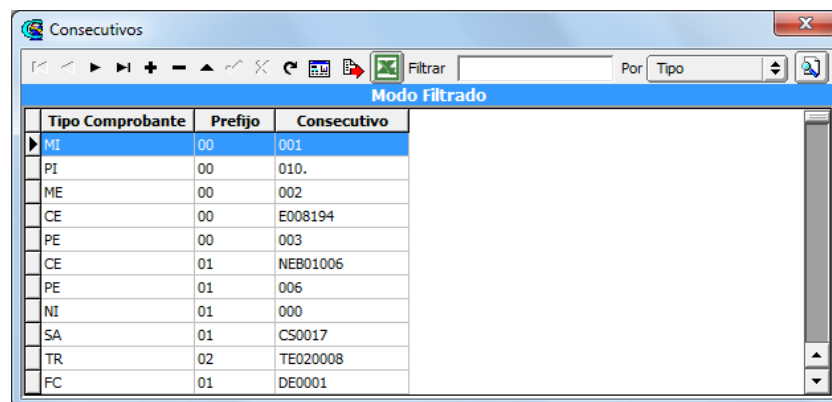 Consecutivos
Filtrar Por Tipo
Modo Filtrado
Tipo Comprobante Prefijo Consecutivo
MI 00 001
PI 00 010.
ME 00 002
CE 00 E008194
PE 00 003
CE 01 NEB01006
PE 01 006
NI 01 000
SA 01 CS0017
TR 02 TE020008
FC 01 DE0001